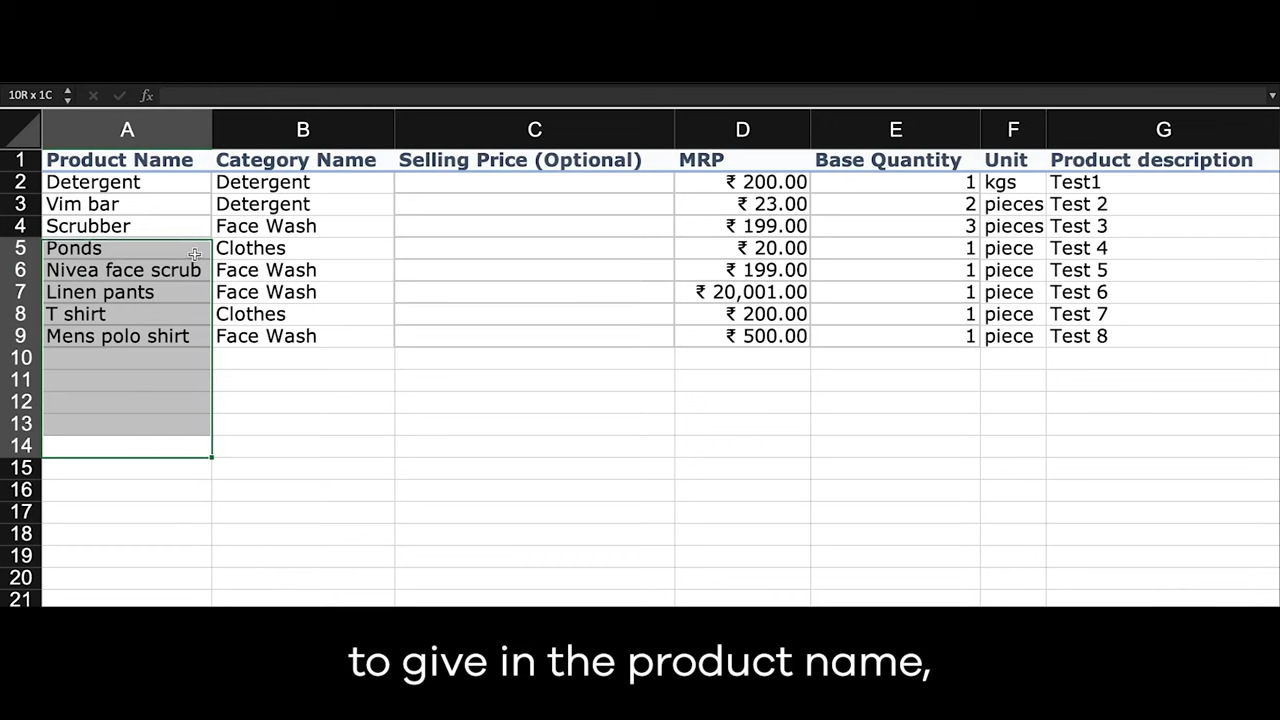 10R x 1C fx
A B C D E F G
1 Product Name Category Name Selling Price (Optional) MRP Base Quantity Unit Product description
2 Detergent Detergent ₹ 200.00 1 kgs Test1
3 Vim bar Detergent ₹ 23.00 2 pieces Test 2
4 Scrubber Face Wash ₹ 199.00 3 pieces Test 3
5 Ponds Clothes ₹ 20.00 1 piece Test 4
6 Nivea face scrub Face Wash ₹ 199.00 1 piece Test 5
7 Linen pants Face Wash ₹ 20,001.00 1 piece Test 6
8 T shirt Clothes ₹ 200.00 1 piece Test 7
9 Mens polo shirt Face Wash ₹ 500.00 1 piece Test 8
10
11
12
13
14
15
16
17
18
19
20
21
to give in the product name,